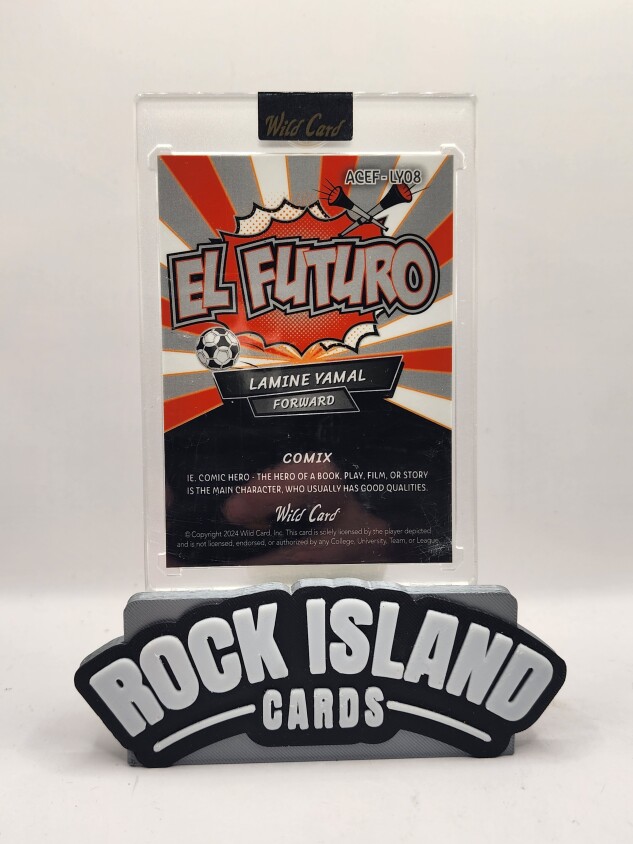 Wild Card
ACEF-LY08
EL FUTURO
LAMINE YAMAL
FORWARD
COMIX
IE. COMIC HERO - THE HERO OF A BOOK, PLAY, FILM, OR STORY
IS THE MAIN CHARACTER, WHO USUALLY HAS GOOD QUALITIES.
Wild Card
© Copyright 2024 Wild Card, Inc. This card is solely licensed by the player depicted
and is not licensed, endorsed, or authorized by any College, University, Team, or League.
ROCK ISLAND
CARDS